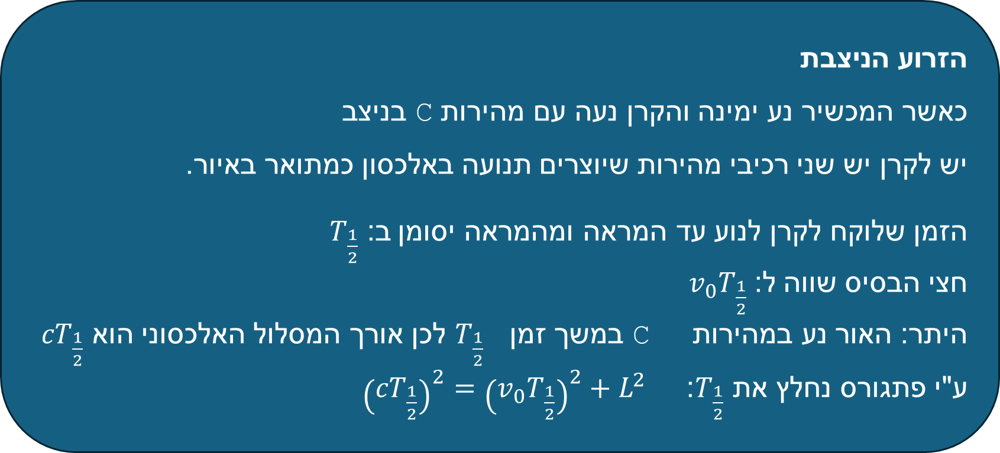 הזרוע הניצבת
כאשר המכשיר נע ימינה והקרן נעה עם מהירות C בניצב
יש לקרן יש שני רכיבי מהירות שיוצרים תנועה באלכסון כמתואר באיור.
הזמן שלוקח לקרן לנוע עד המראה ומהמראה יסומן ב: $T_{\frac{1}{2}}$
חצי הבסיס שווה ל: $v_0T_{\frac{1}{2}}$
היתר: האור נע במהירות C במשך זמן $T_{\frac{1}{2}}$ לכן אורך המסלול האלכסוני הוא $cT_{\frac{1}{2}}$
ע"י פתגורס נחלץ את $T_{\frac{1}{2}}$: $\left(cT_{\frac{1}{2}}\right)^2 = \left(v_0T_{\frac{1}{2}}\right)^2 + L^2$